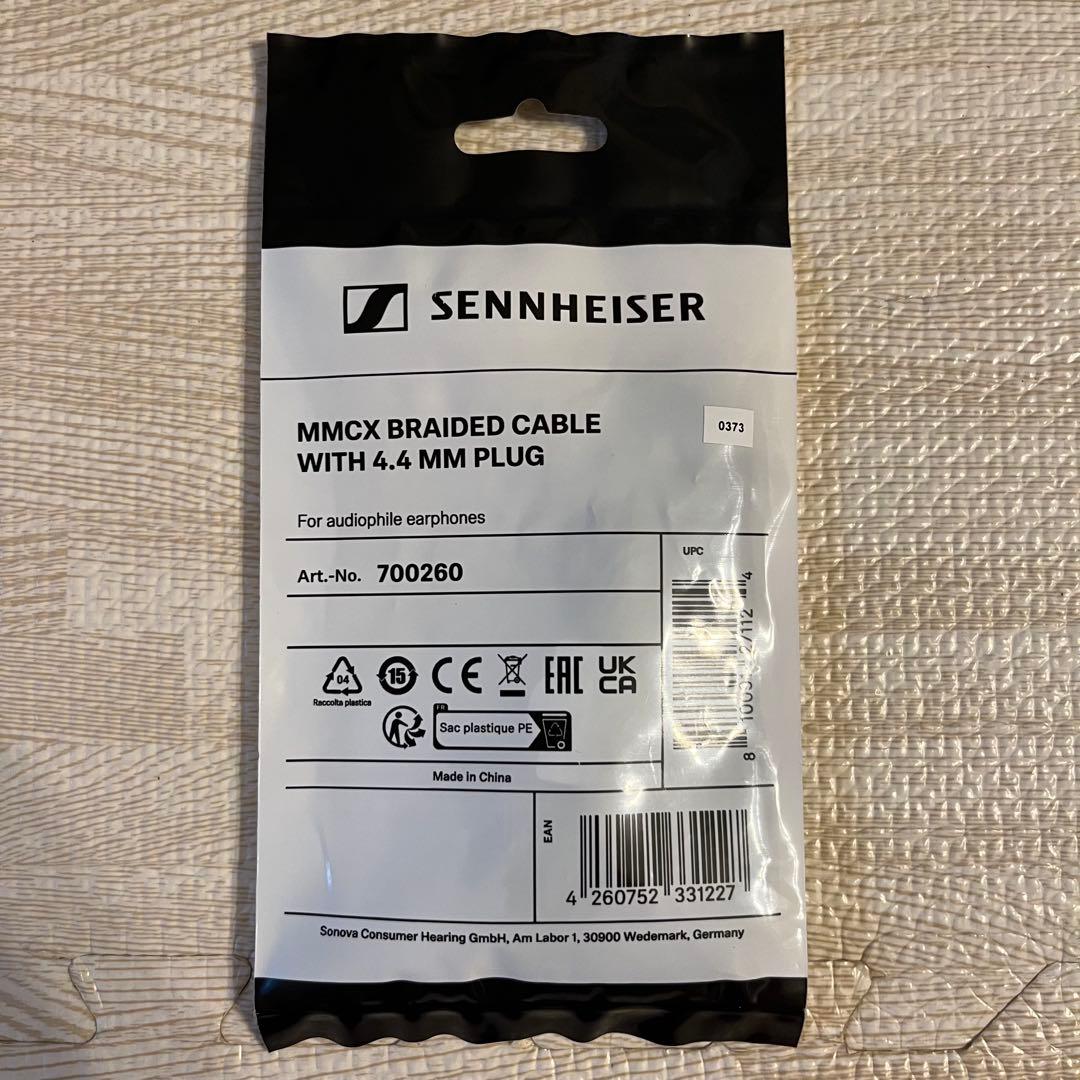 SENNHEISER
MMCX BRAIDED CABLE
WITH 4.4 MM PLUG
0373
For audiophile earphones
Art.-No. 700260
UPC
04
Raccolta plastica
15
CE
EAC
UK
CA
FR
Sac plastique PE
Made in China
EAN
4 260752 331227
Sonova Consumer Hearing GmbH, Am Labor 1, 30900 Wedemark, Germany